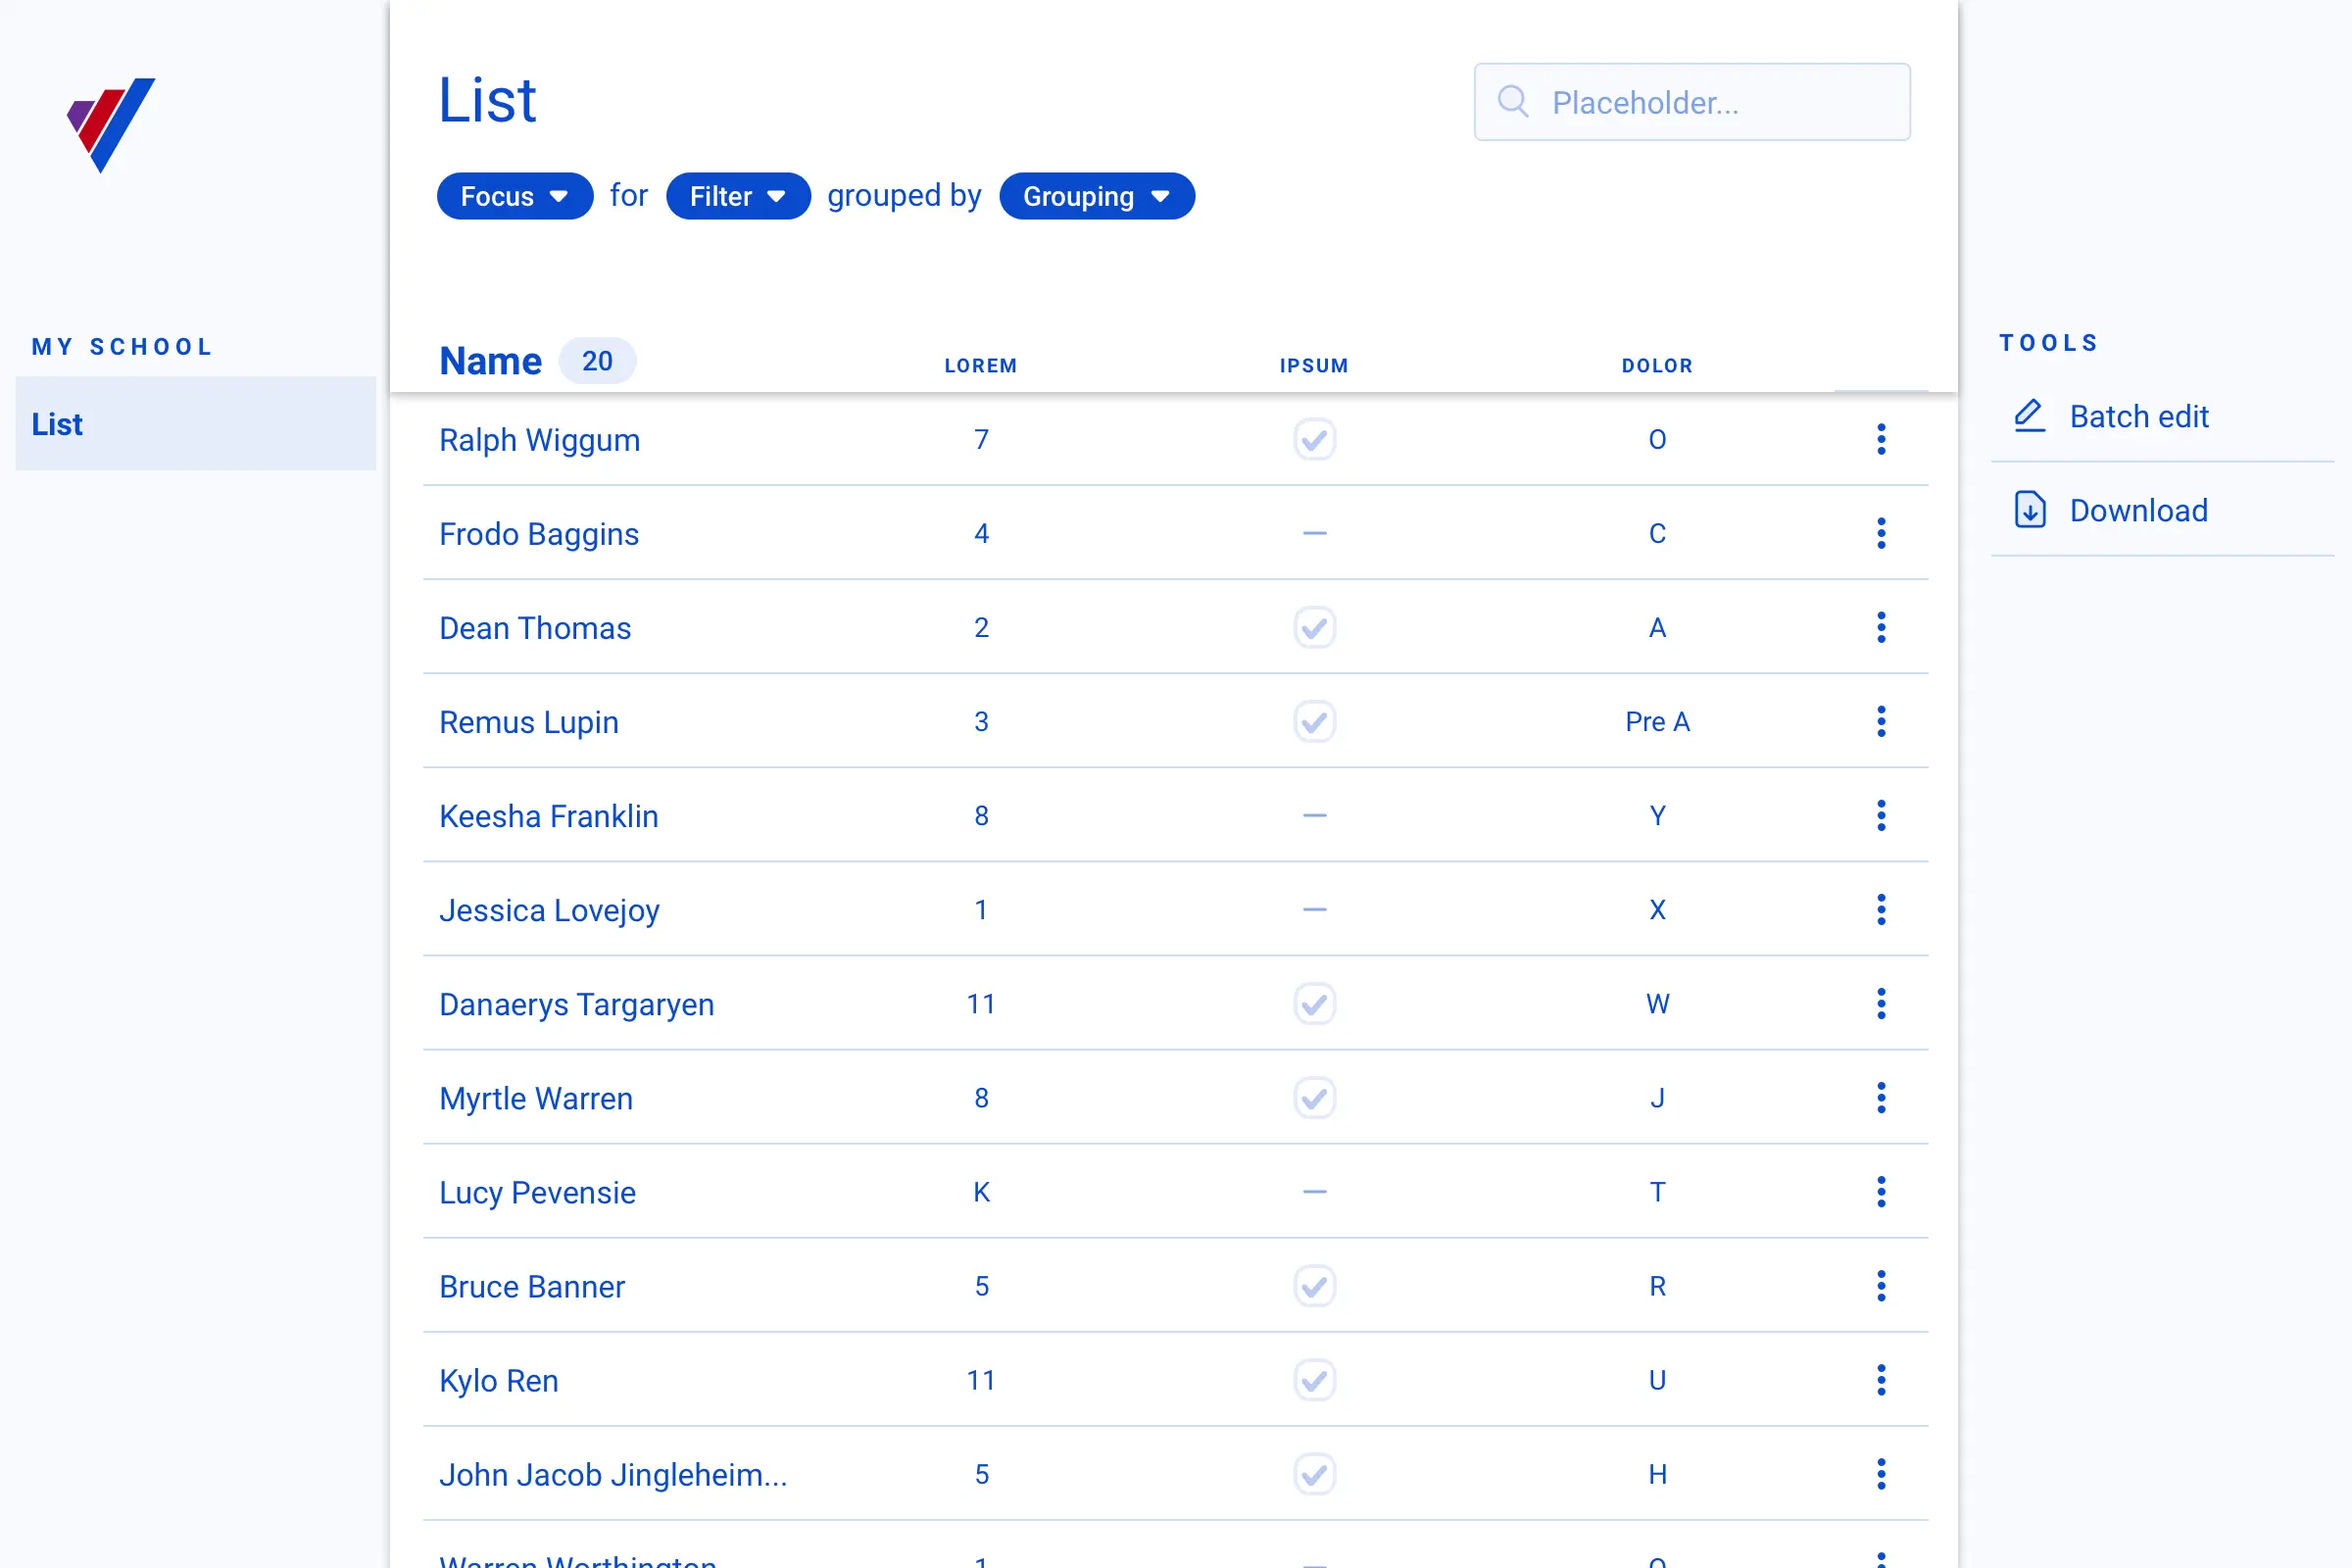 List
Placeholder...
Focus for Filter grouped by Grouping
MY SCHOOL
List
Name 20 LOREM IPSUM DOLOR
Ralph Wiggum 7 O
Frodo Baggins 4 — C
Dean Thomas 2 A
Remus Lupin 3 Pre A
Keesha Franklin 8 — Y
Jessica Lovejoy 1 — X
Danaerys Targaryen 11 W
Myrtle Warren 8 J
Lucy Pevensie K — T
Bruce Banner 5 R
Kylo Ren 11 U
John Jacob Jingleheim... 5 H
Warren Worthington 1 —
TOOLS
Batch edit
Download